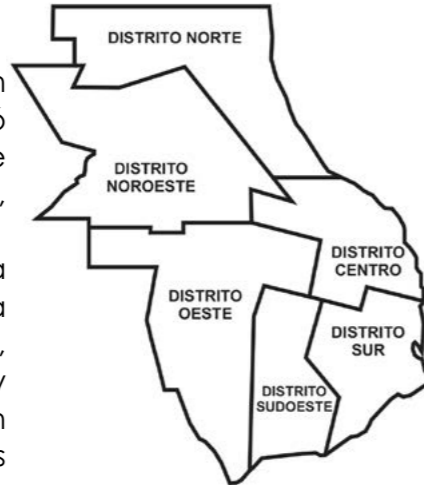 DISTRITO NORTE
n
ó
e
DISTRITO
NOROESTE
,
a
DISTRITO
CENTRO
a
DISTRITO
OESTE
,
DISTRITO
SUR
y
DISTRITO
SUDOESTE
n
s